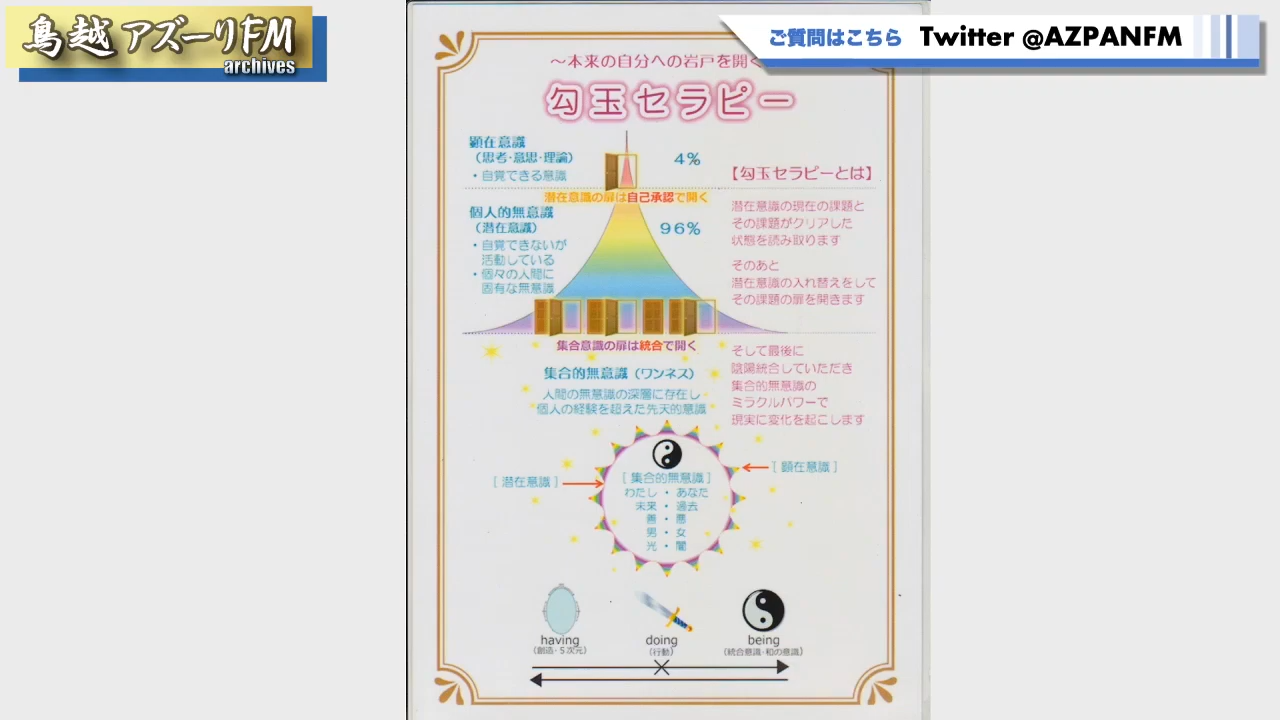 鳥越アズーリFM
archives
ご質問はこちら Twitter @AZPANFM
～本来の自分への岩戸を開く
勾玉セラピー
顕在意識
（思考・意思・理論）
・自覚できる意識
4%
潜在意識の扉は自己承認で開く
個人的無意識
（潜在意識）
・自覚できないが
活動している
・個々の人間に
固有な無意識
96%
集合意識の扉は統合で開く
集合的無意識（ワンネス）
人間の無意識の深層に存在し
個人の経験を超えた先天的意識
【勾玉セラピーとは】
潜在意識の現在の課題と
その課題がクリアした
状態を読み取ります
そのあと
潜在意識の入れ替えをして
その課題の扉を開きます
そして最後に
陰陽統合していただき
集合的無意識の
ミラクルパワーで
現実に変化を起こします
［潜在意識］
［顕在意識］
［集合的無意識］
わたし・あなた
未来・過去
善・悪
男・女
光・闇
having
（創造・5次元）
doing
（行動）
being
（統合意識・和の意識）